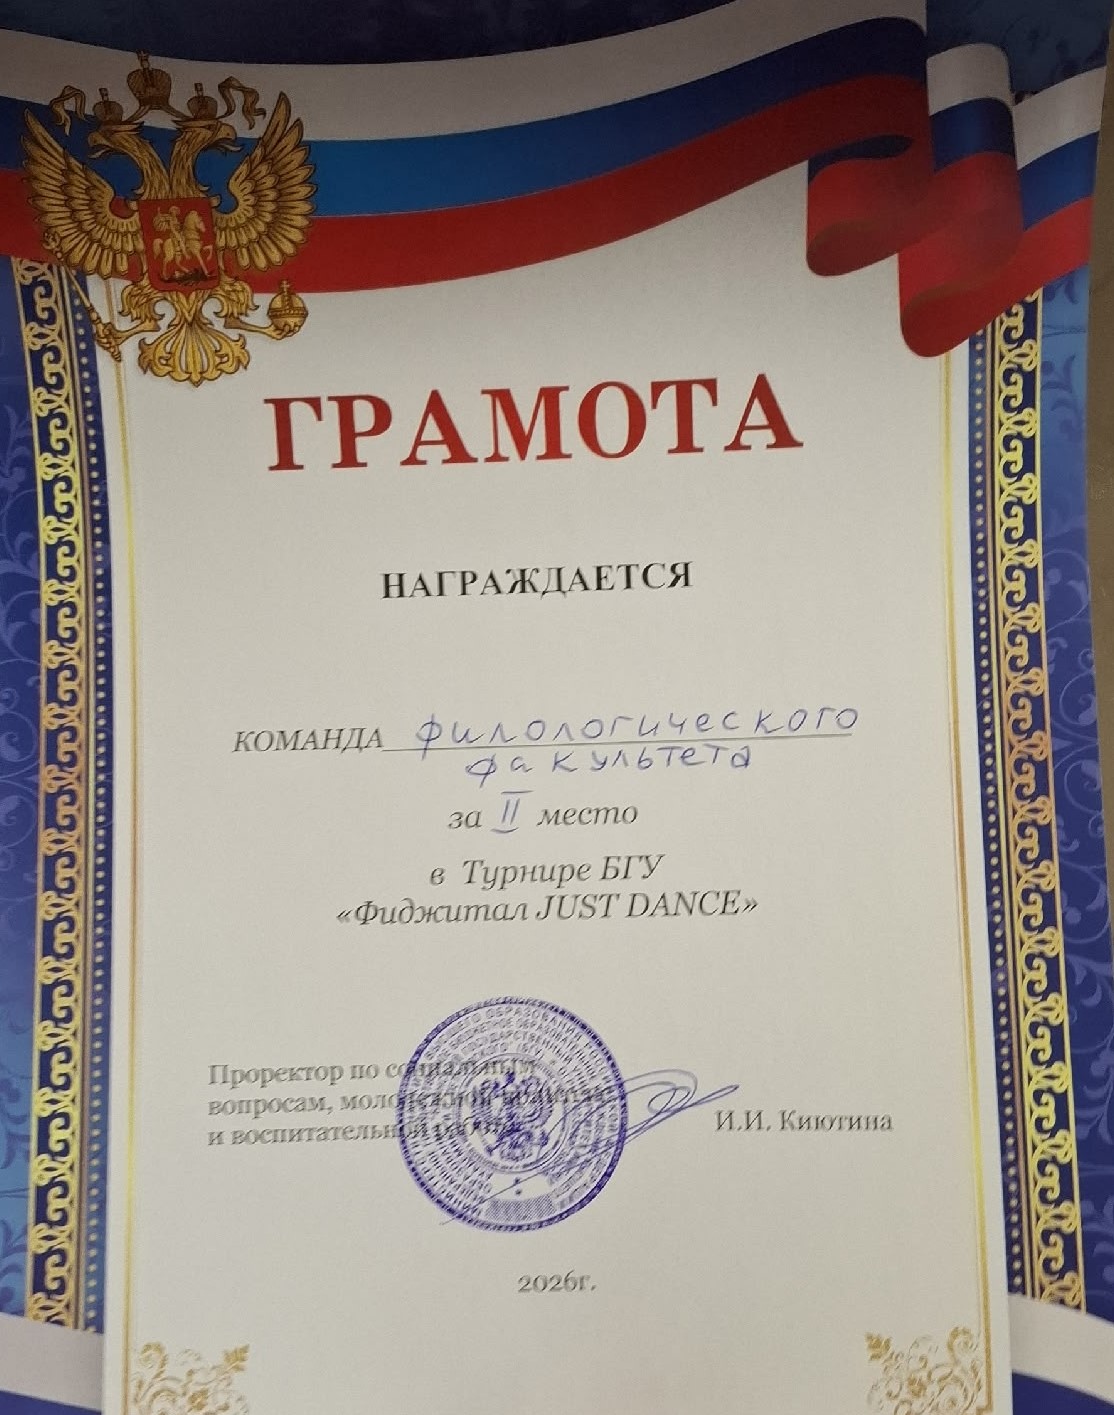 ГРАМОТА
НАГРАЖДАЕТСЯ
КОМАНДА филологического
факультета
за II место
в Турнире БГУ
«Фиджитал JUST DANCE»
Проректор по социальным
вопросам, молодежной политике
и воспитательной работе
И.И. Киютина
2026г.